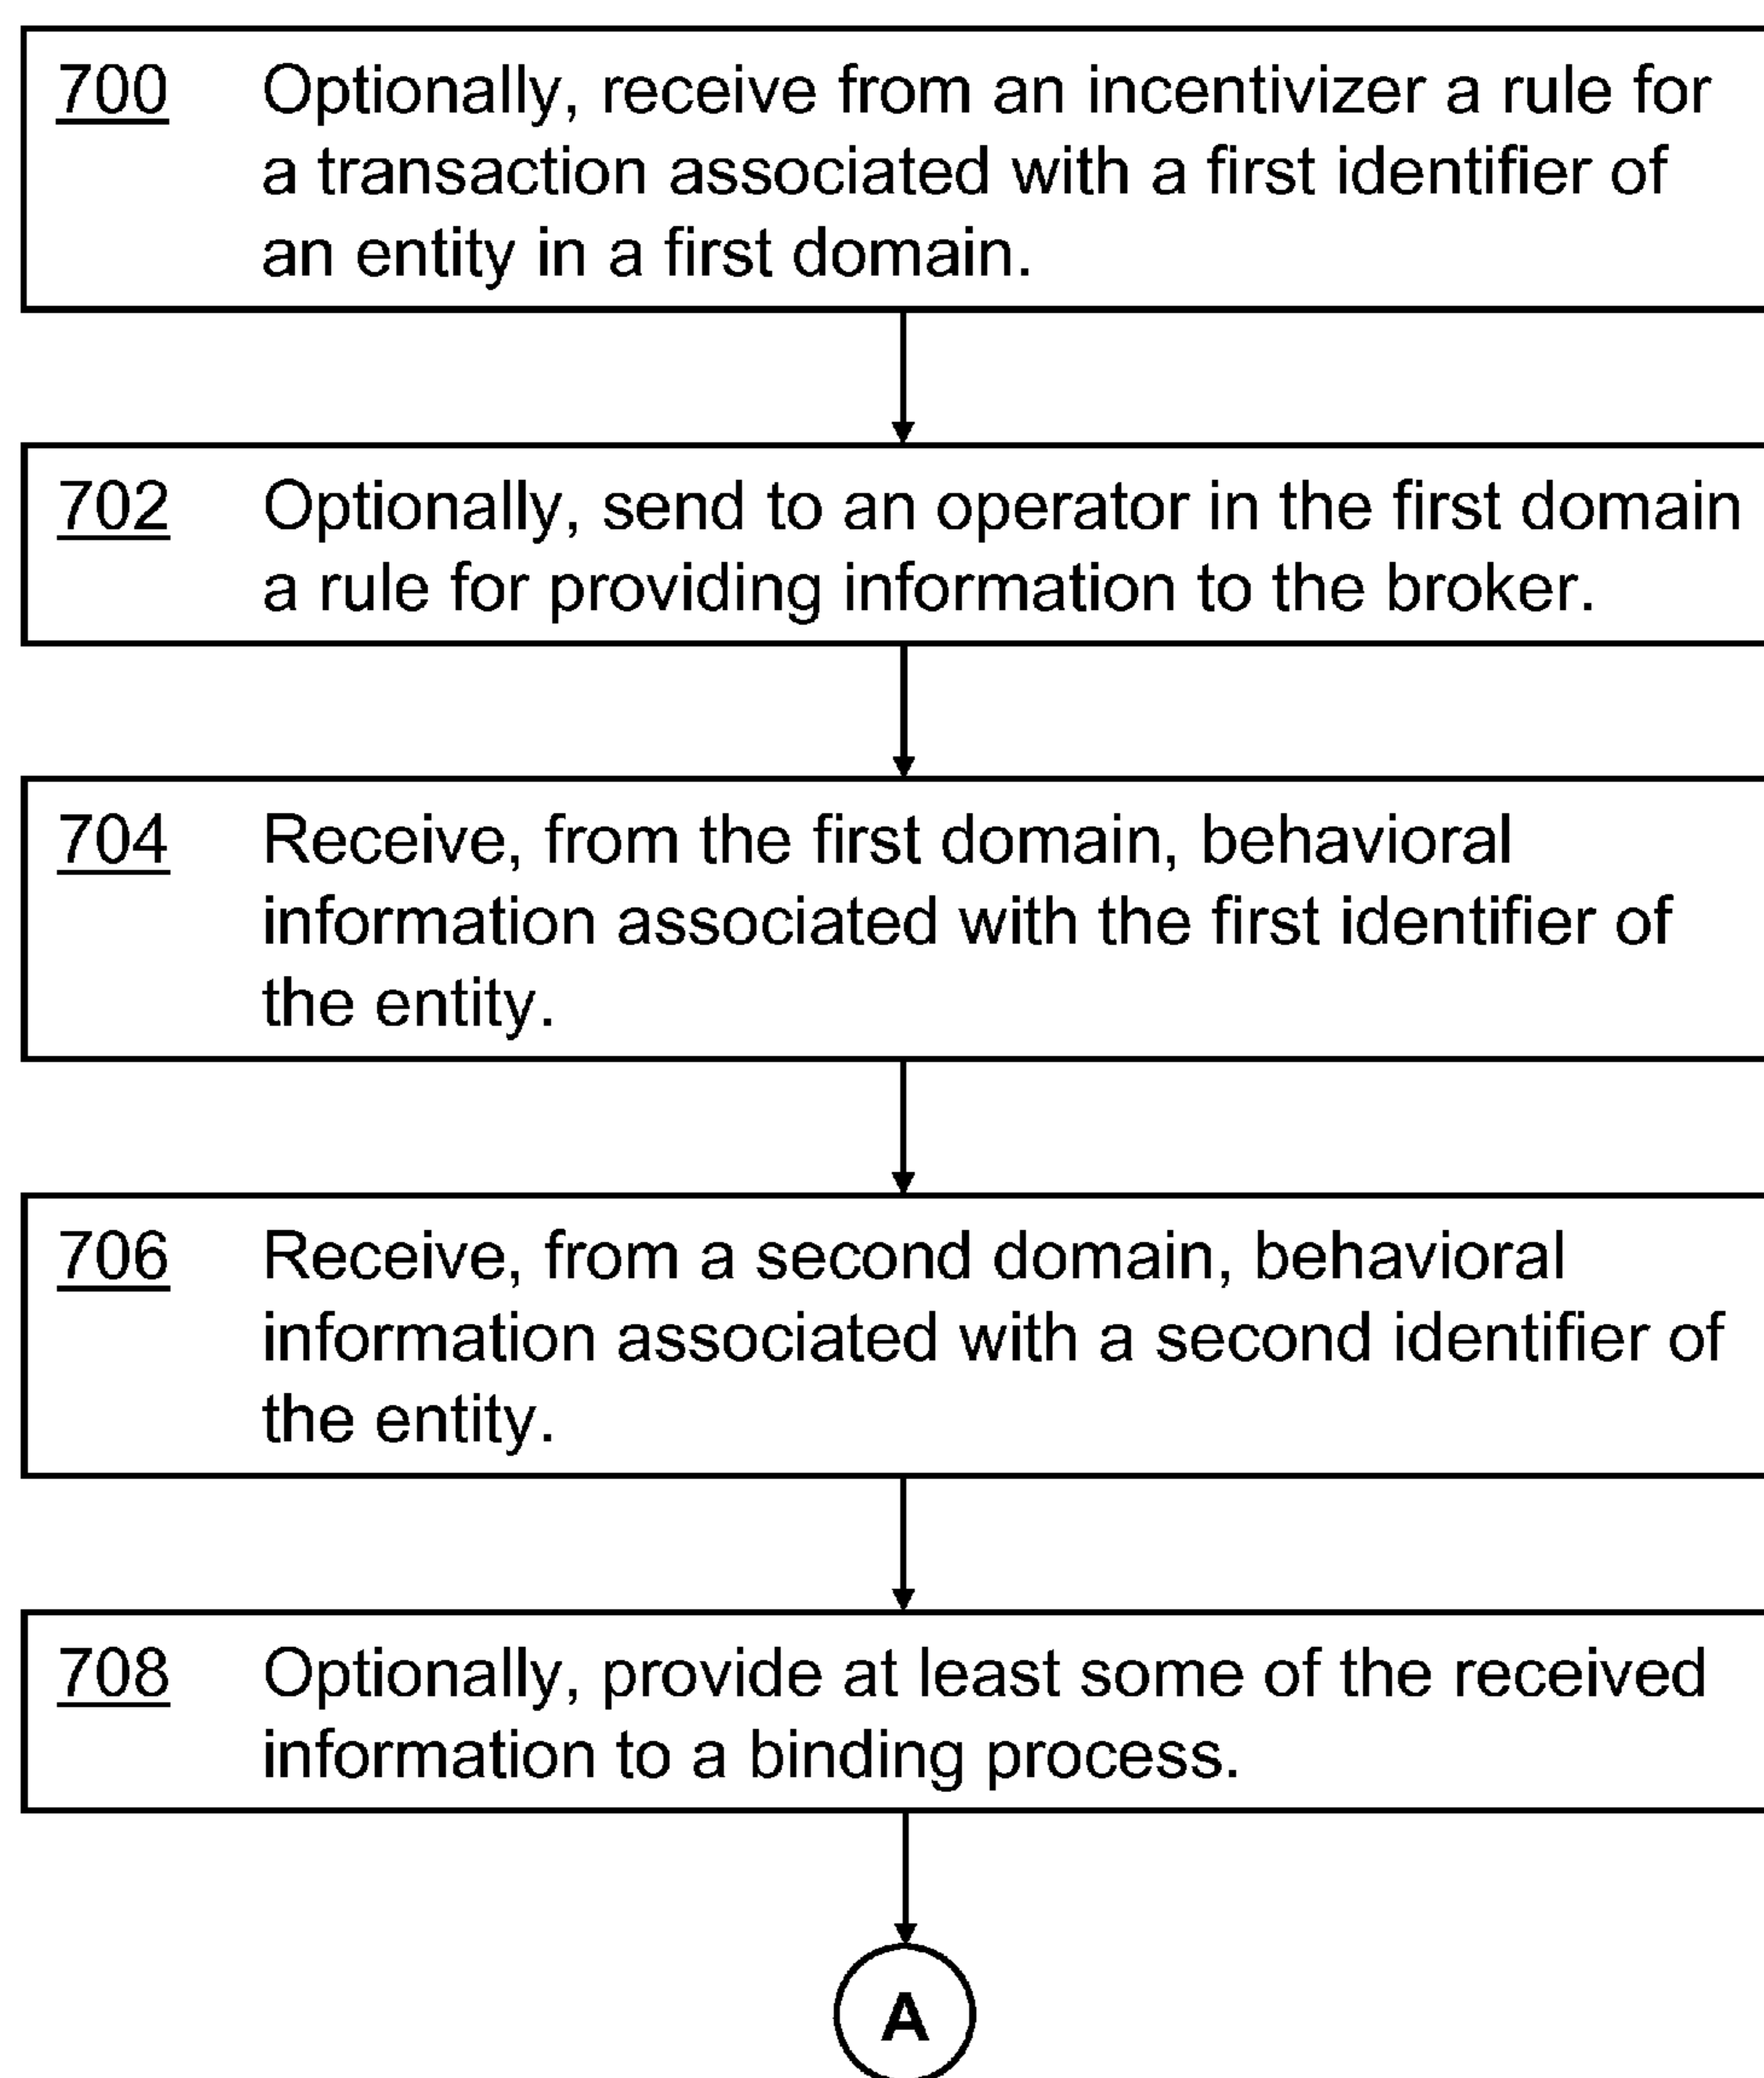 700 Optionally, receive from an incentivizer a rule for
a transaction associated with a first identifier of
an entity in a first domain.
702 Optionally, send to an operator in the first domain
a rule for providing information to the broker.
704 Receive, from the first domain, behavioral
information associated with the first identifier of
the entity.
706 Receive, from a second domain, behavioral
information associated with a second identifier of
the entity.
708 Optionally, provide at least some of the received
information to a binding process.
A